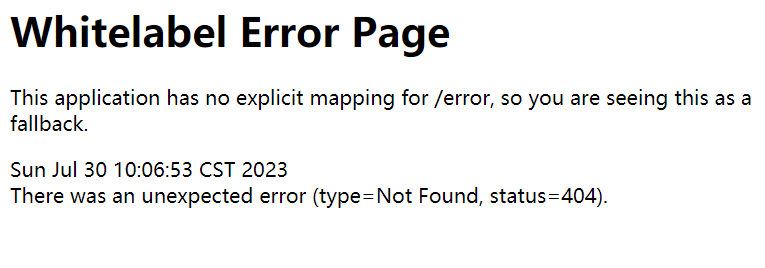 Whitelabel Error Page
This application has no explicit mapping for /error, so you are seeing this as a
fallback.
Sun Jul 30 10:06:53 CST 2023
There was an unexpected error (type=Not Found, status=404).